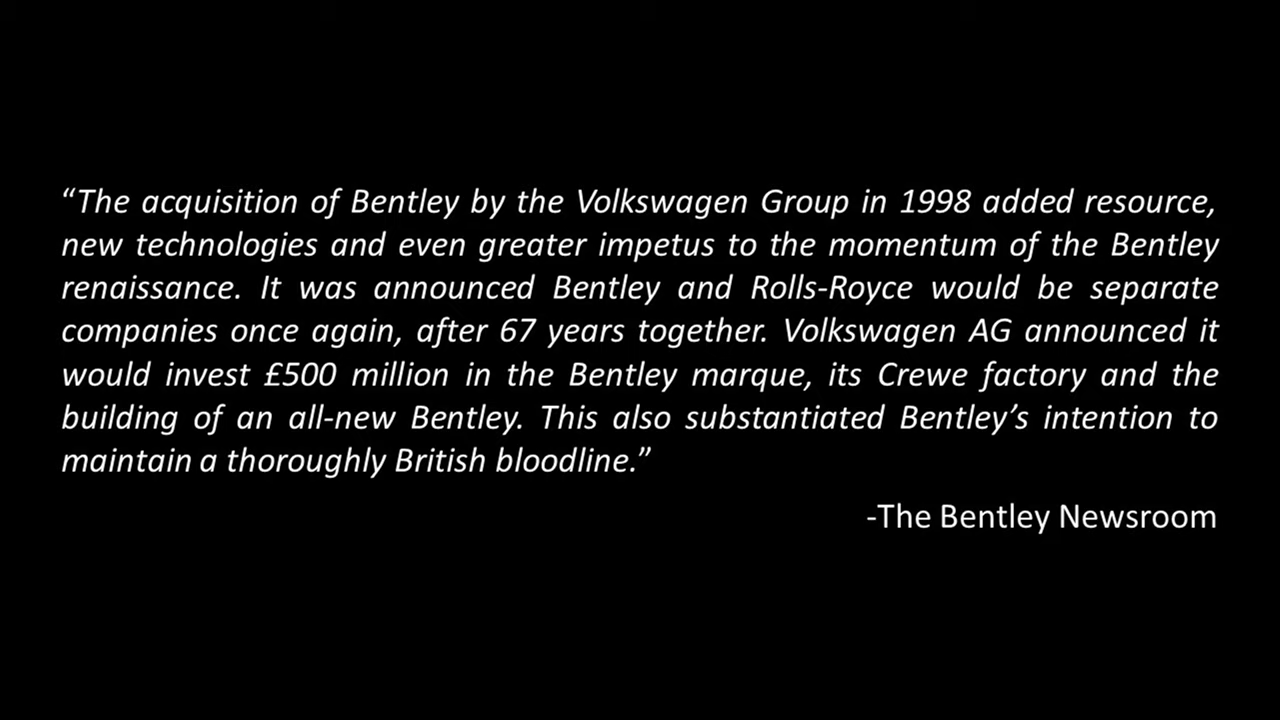 “The acquisition of Bentley by the Volkswagen Group in 1998 added resource,
new technologies and even greater impetus to the momentum of the Bentley
renaissance. It was announced Bentley and Rolls-Royce would be separate
companies once again, after 67 years together. Volkswagen AG announced it
would invest £500 million in the Bentley marque, its Crewe factory and the
building of an all-new Bentley. This also substantiated Bentley’s intention to
maintain a thoroughly British bloodline.”
-The Bentley Newsroom